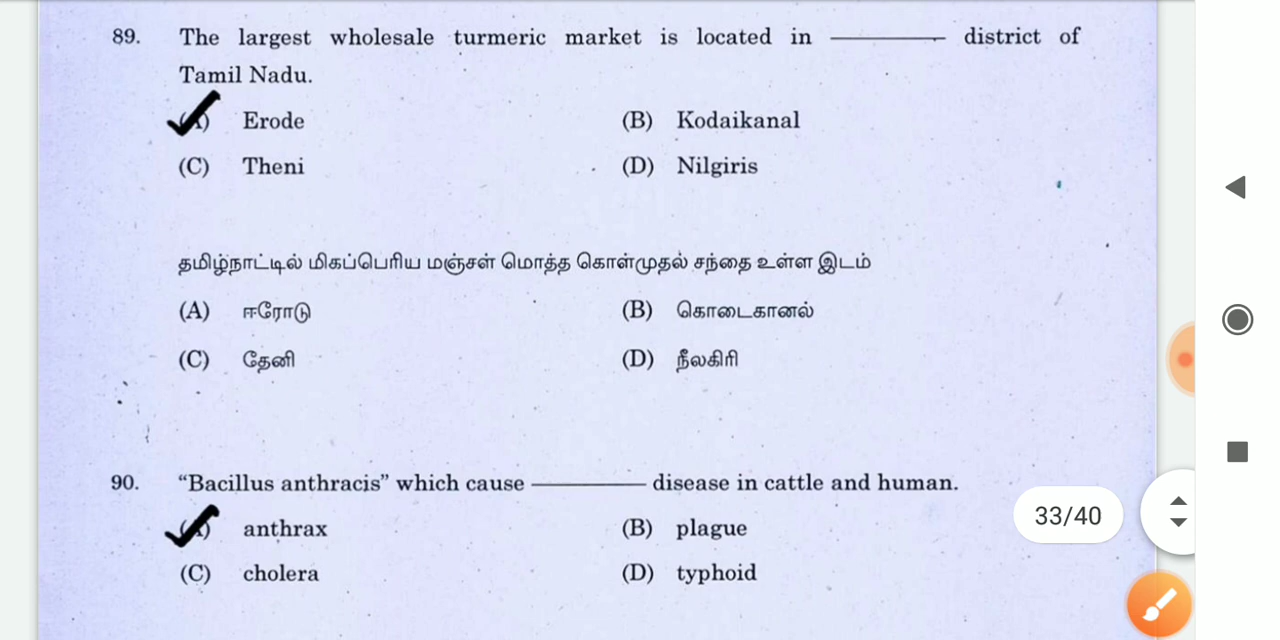 89. The largest wholesale turmeric market is located in ———— district of
Tamil Nadu.
(A) Erode (B) Kodaikanal
(C) Theni (D) Nilgiris
தமிழ்நாட்டில் மிகப்பெரிய மஞ்சள் மொத்த கொள்முதல் சந்தை உள்ள இடம்
(A) ஈரோடு (B) கொடைகானல்
(C) தேனி (D) நீலகிரி
90. “Bacillus anthracis” which cause ———— disease in cattle and human.
33/40
(A) anthrax (B) plague
(C) cholera (D) typhoid